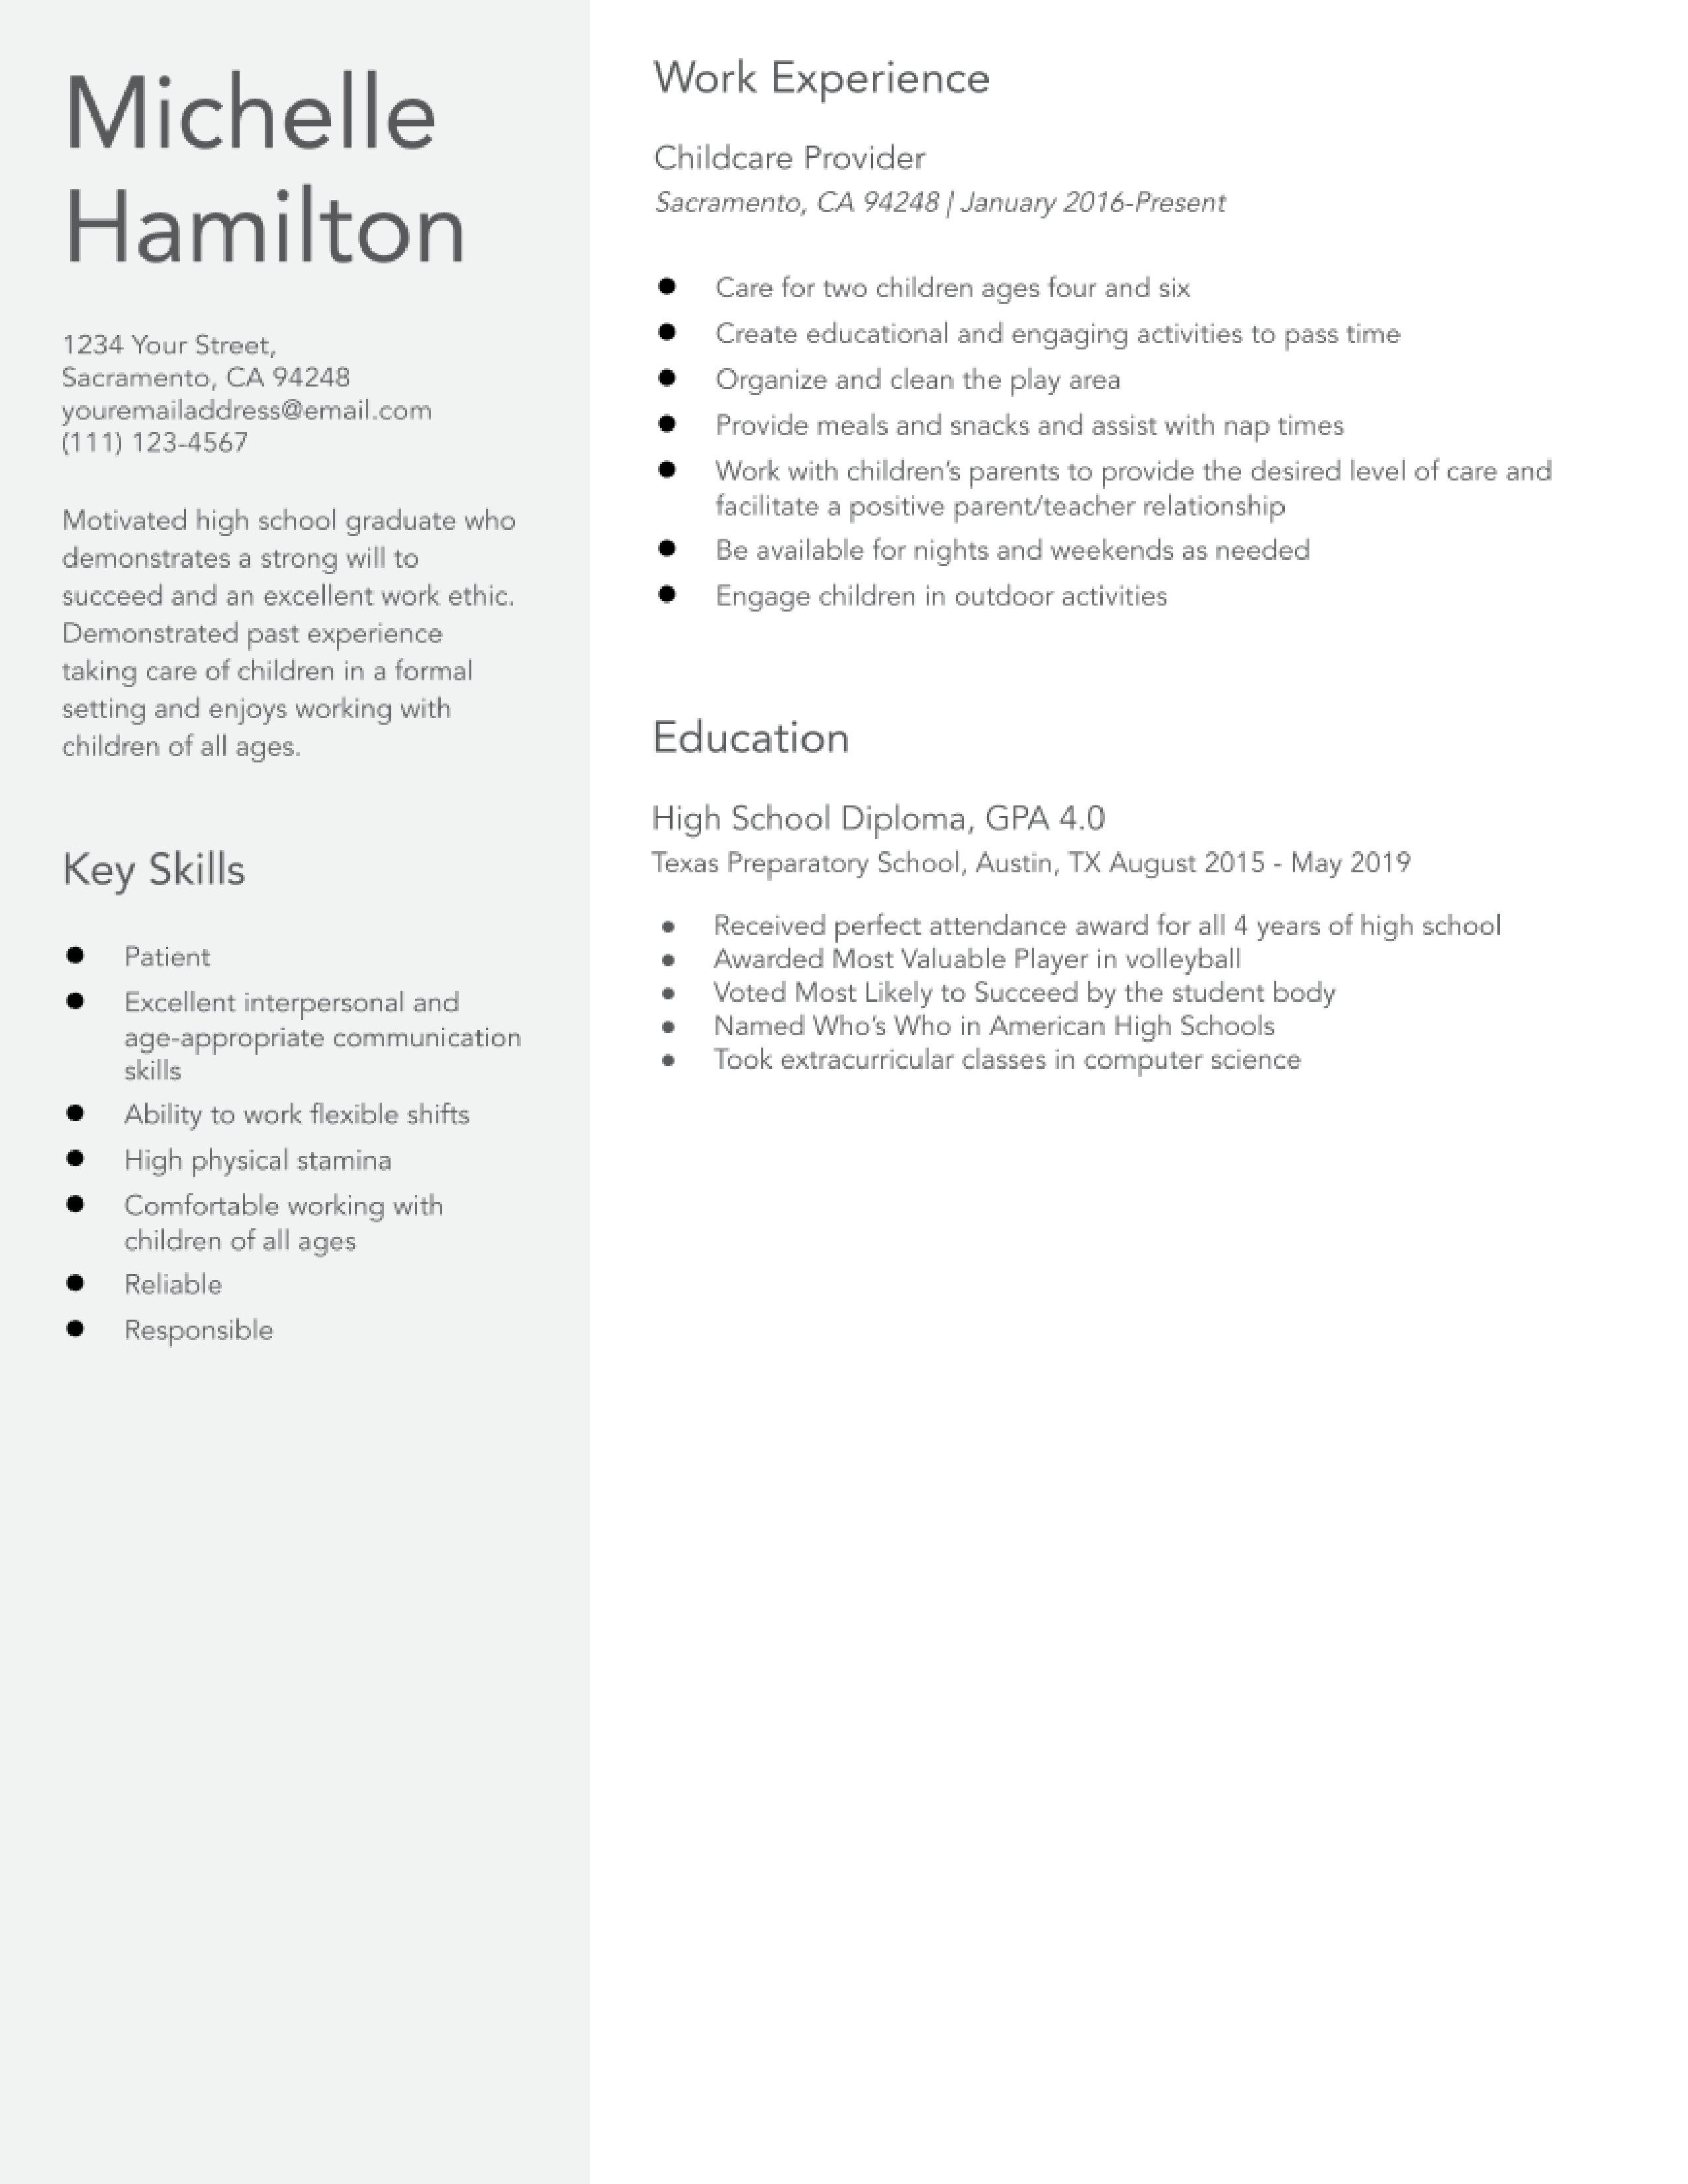 Michelle
Hamilton
1234 Your Street,
Sacramento, CA 94248
youremailaddress@email.com
(111) 123-4567
Motivated high school graduate who
demonstrates a strong will to
succeed and an excellent work ethic.
Demonstrated past experience
taking care of children in a formal
setting and enjoys working with
children of all ages.
Key Skills
● Patient
● Excellent interpersonal and
age-appropriate communication
skills
● Ability to work flexible shifts
● High physical stamina
● Comfortable working with
children of all ages
● Reliable
● Responsible
Work Experience
Childcare Provider
Sacramento, CA 94248 | January 2016-Present
● Care for two children ages four and six
● Create educational and engaging activities to pass time
● Organize and clean the play area
● Provide meals and snacks and assist with nap times
● Work with children’s parents to provide the desired level of care and
facilitate a positive parent/teacher relationship
● Be available for nights and weekends as needed
● Engage children in outdoor activities
Education
High School Diploma, GPA 4.0
Texas Preparatory School, Austin, TX August 2015 - May 2019
● Received perfect attendance award for all 4 years of high school
● Awarded Most Valuable Player in volleyball
● Voted Most Likely to Succeed by the student body
● Named Who’s Who in American High Schools
● Took extracurricular classes in computer science